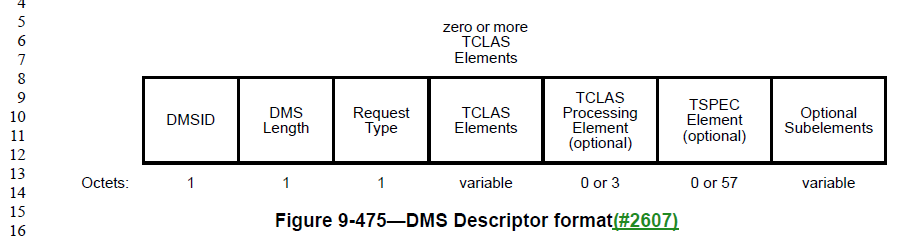 4
5
6
7
8
9
10
11
12
13
14
15
16
zero or more
TCLAS
Elements
DMSID
DMS
Length
Request
Type
TCLAS
Elements
TCLAS
Processing
Element
(optional)
TSPEC
Element
(optional)
Optional
Subelements
Octets: 1 1 1 variable 0 or 3 0 or 57 variable
Figure 9-475—DMS Descriptor format(#2607)